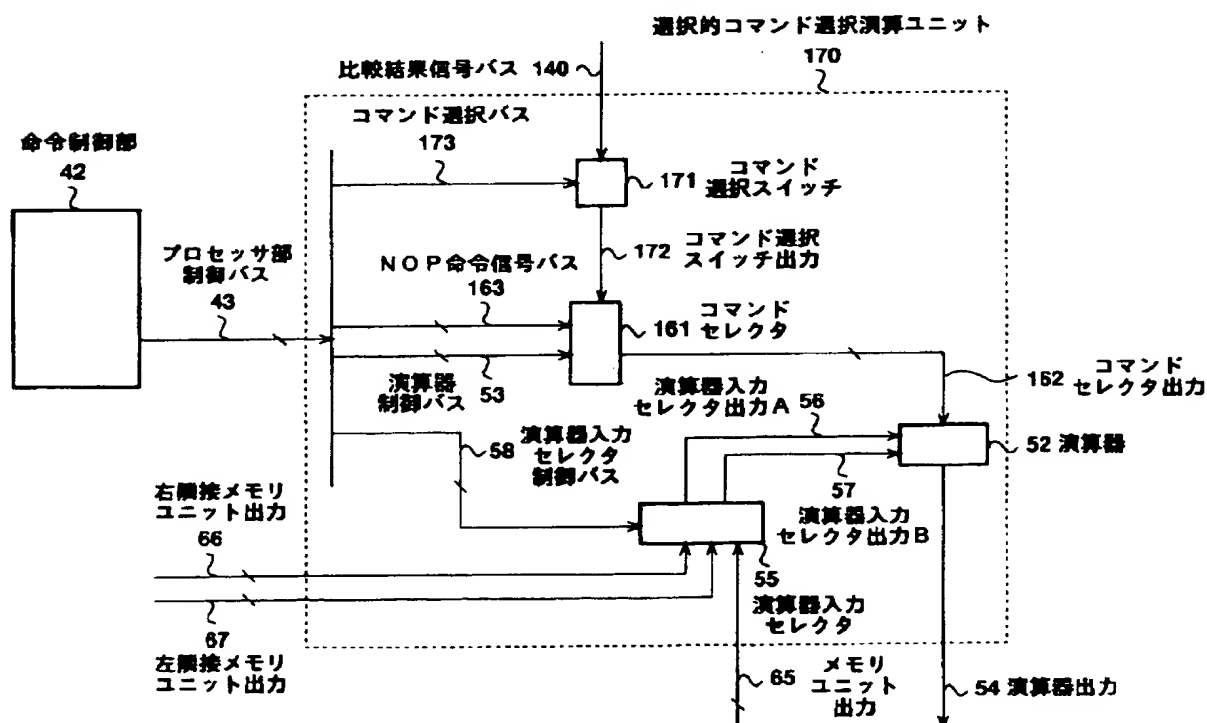 選択的コマンド選択演算ユニット
170
比較結果信号バス 140
コマンド選択バス
173
命令制御部
42
171 コマンド
選択スイッチ
プロセッサ部
制御バス
43
172 コマンド選択
スイッチ出力
NOP命令信号バス
163
161 コマンド
セレクタ
演算器
制御バス 53
162 コマンド
セレクタ出力
演算器入力
セレクタ出力A 56
58 演算器入力
セレクタ
制御バス
52 演算器
57
演算器入力
セレクタ出力B
右隣接メモリ
ユニット出力
66
55
演算器入力
セレクタ
67
左隣接メモリ
ユニット出力
65 メモリ
ユニット
出力
54 演算器出力